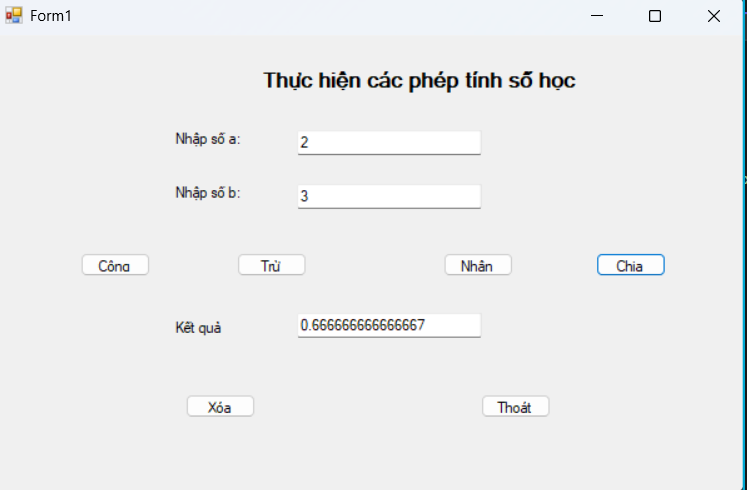 Form1
Thực hiện các phép tính số học
Nhập số a:
2
Nhập số b:
3
Công
Trừ
Nhân
Chia
Kết quả
0.666666666666667
Xóa
Thoát